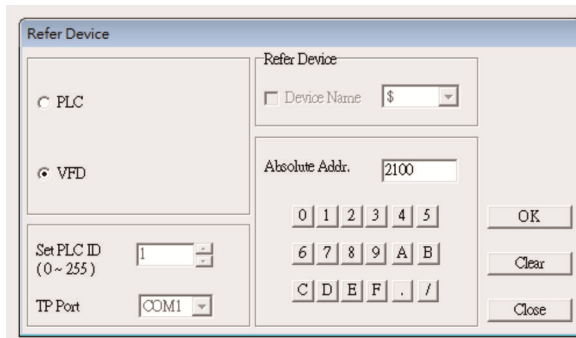 Refer Device
Refer Device
PLC
Device Name $
VFD
Absolute Addr. 2100
0 1 2 3 4 5
OK
Set PLC ID 1
(0~255)
6 7 8 9 A B
Clear
C D E F . /
TP Port COM1
Close